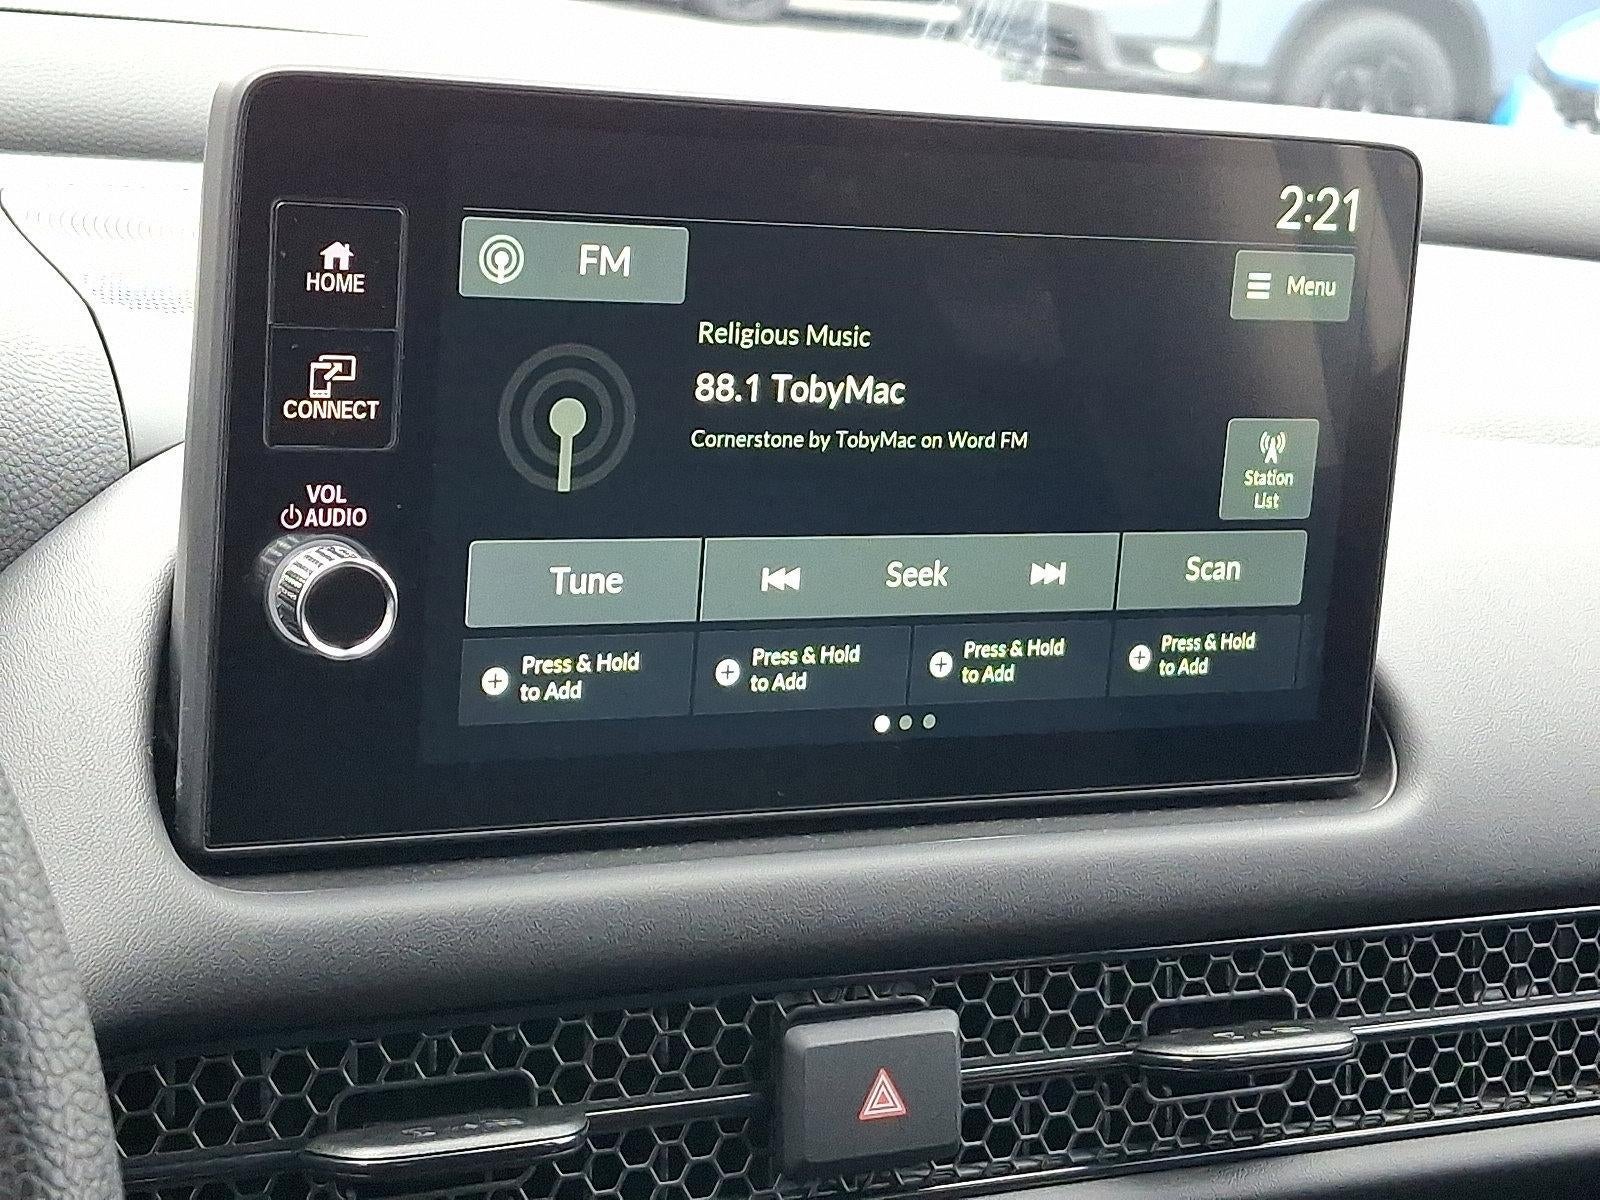 2:21
HOME
FM
Menu
Religious Music
88.1 TobyMac
CONNECT
Cornerstone by TobyMac on Word FM
Station
List
VOL
AUDIO
Tune
Seek
Scan
Press & Hold
to Add
Press & Hold
to Add
Press & Hold
to Add
Press & Hold
to Add